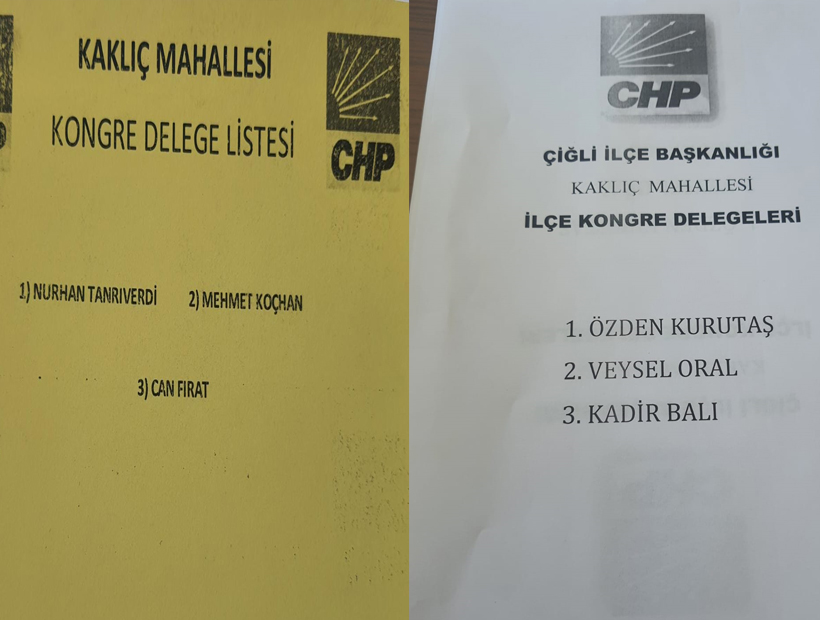 KAKLIÇ MAHALLESİ
KONGRE DELEGE LİSTESİ
CHP
1) NURHAN TANRIVERDİ 2) MEHMET KOÇHAN
3) CAN FIRAT
CHP
ÇİĞLİ İLÇE BAŞKANLIĞI
KAKLIÇ MAHALLESİ
İLÇE KONGRE DELEGELERİ
1. ÖZDEN KURUTAŞ
2. VEYSEL ORAL
3. KADİR BALI